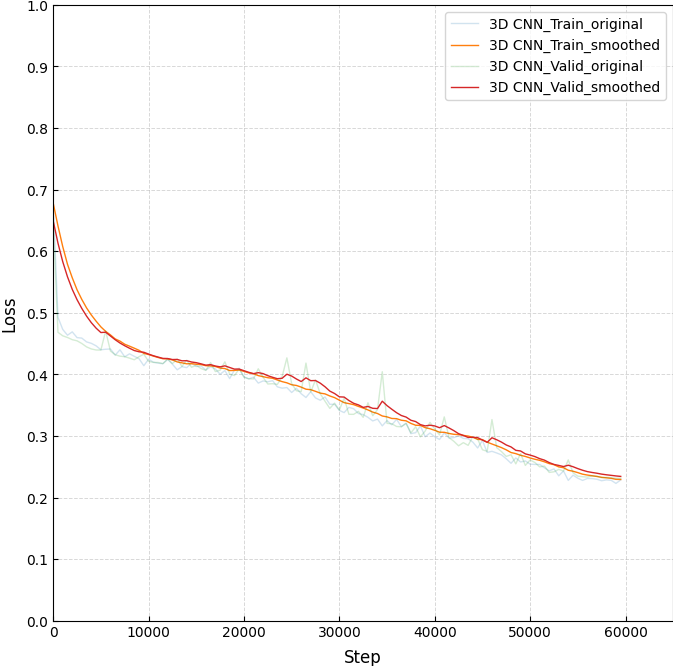 3D CNN_Train_original
3D CNN_Train_smoothed
3D CNN_Valid_original
3D CNN_Valid_smoothed
1.0
0.9
0.8
0.7
0.6
0.5
0.4
0.3
0.2
0.1
0.0
Loss
0 10000 20000 30000 40000 50000 60000
Step